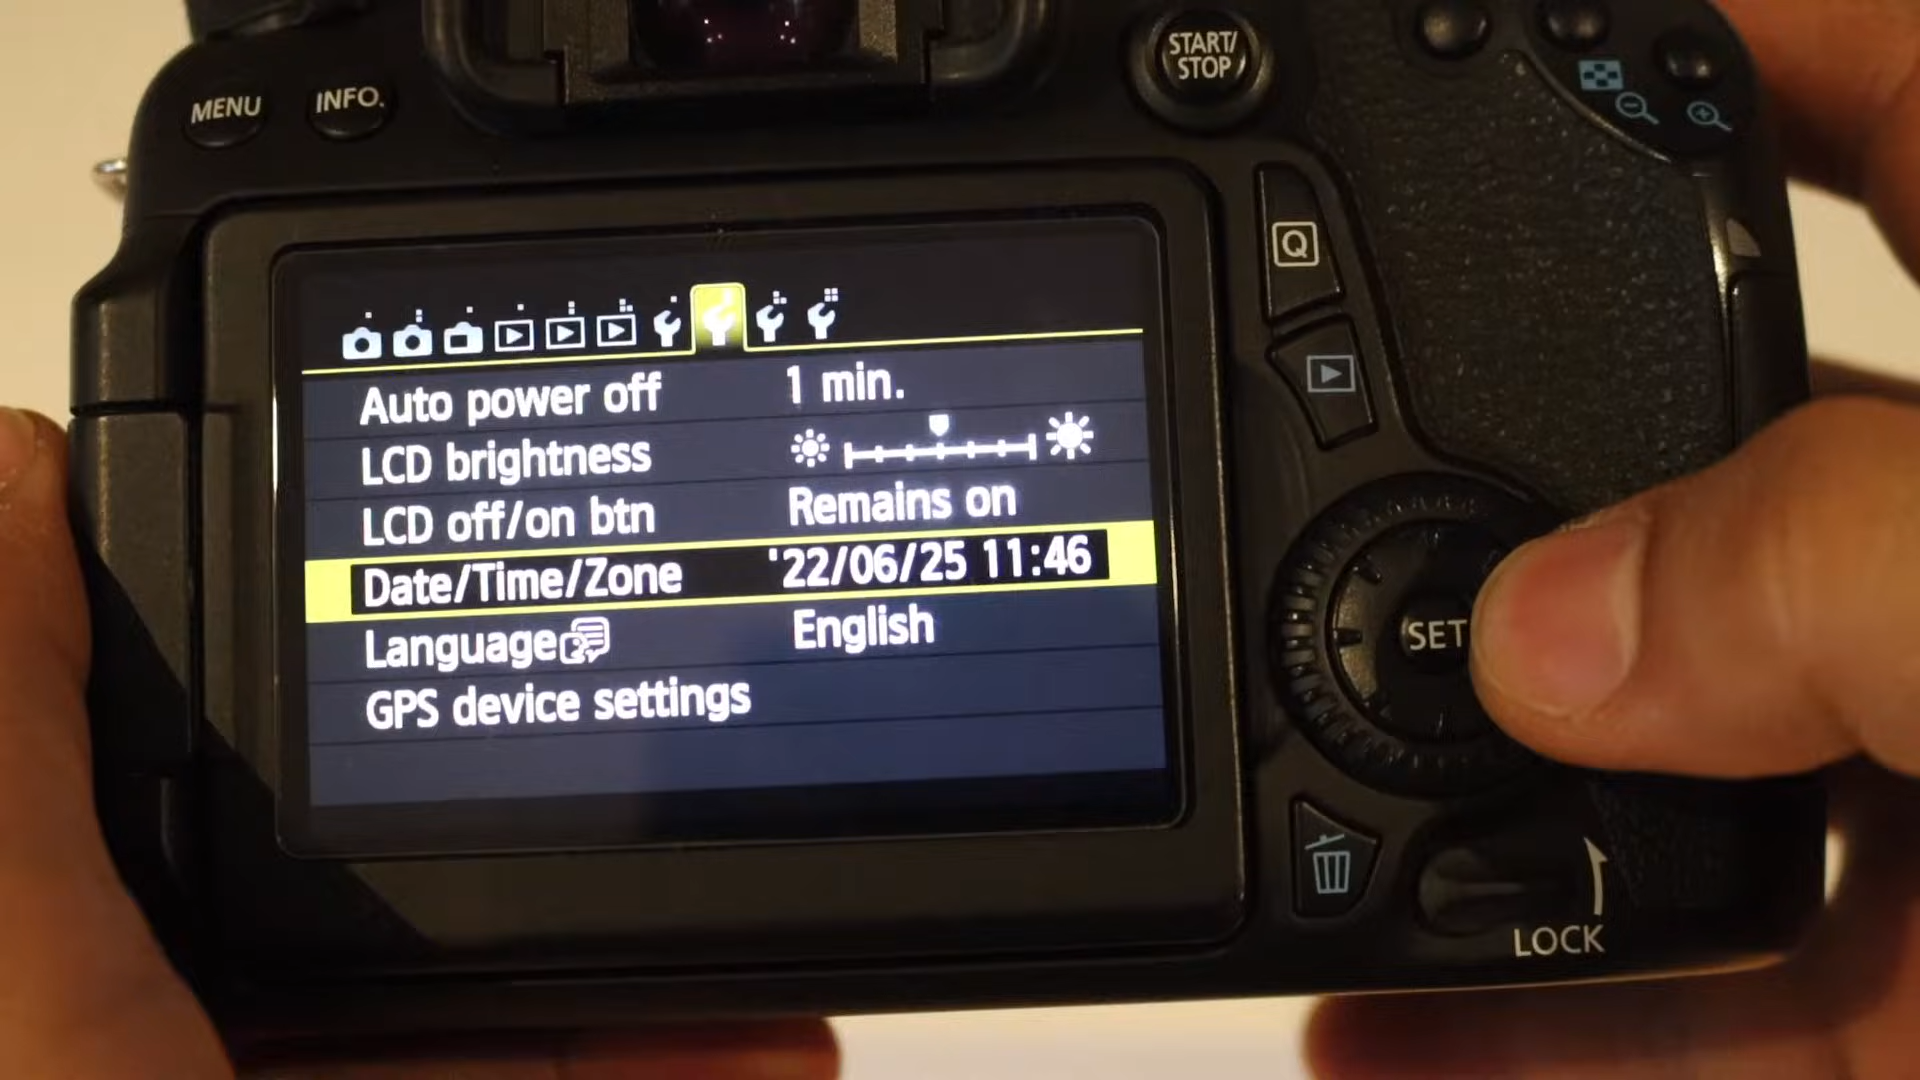 MENU INFO. START/
STOP
Q
Auto power off 1 min.
LCD brightness
LCD off/on btn Remains on
Date/Time/Zone '22/06/25 11:46
Language English
GPS device settings
SET
LOCK